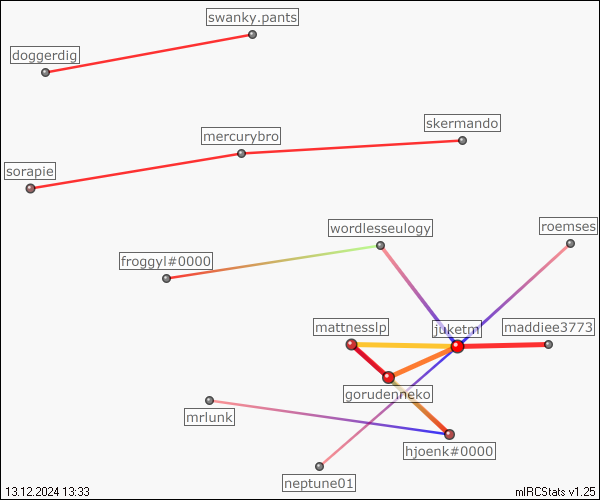 swanky.pants
doggerdig
skermando
mercurybro
sorapie
wordlesseulogy
roemses
froggyl#0000
mattnesslp
juketm
maddiee3773
gorudenneko
mrlunk
hjoenk#0000
neptune01
13.12.2024 13:33
mIRCStats v1.25